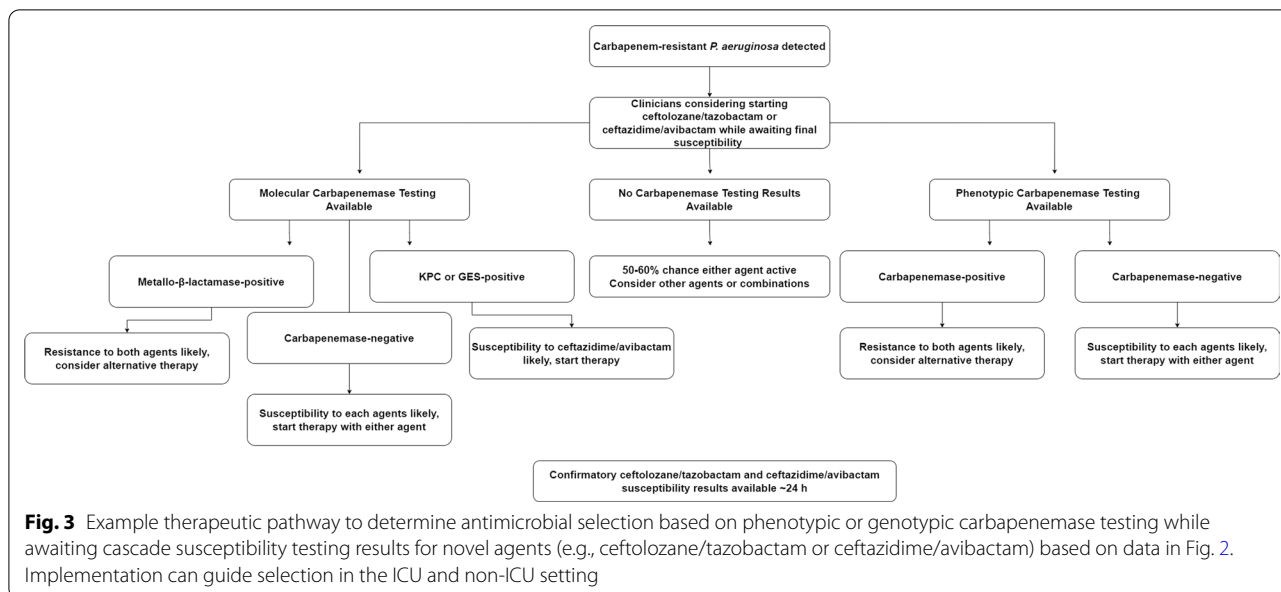 Carbapenem-resistant P. aeruginosa detected
Clinicians considering starting
ceftolozane/tazobactam or
ceftazidime/avibactam while awaiting final
susceptibility
Molecular Carbapenemase Testing
Available
No Carbapenemase Testing Results
Available
Phenotypic Carbapenemase Testing
Available
Metallo-β-lactamase-positive
KPC or GES-positive
50-60% chance either agent active
Consider other agents or combinations
Carbapenemase-positive
Carbapenemase-negative
Resistance to both agents likely,
consider alternative therapy
Carbapenemase-negative
Susceptibility to ceftazidime/avibactam
likely, start therapy
Resistance to both agents likely,
consider alternative therapy
Susceptibility to each agents likely,
start therapy with either agent
Susceptibility to each agents likely,
start therapy with either agent
Confirmatory ceftolozane/tazobactam and ceftazidime/avibactam
susceptibility results available ~24 h
Fig. 3 Example therapeutic pathway to determine antimicrobial selection based on phenotypic or genotypic carbapenemase testing while
awaiting cascade susceptibility testing results for novel agents (e.g., ceftolozane/tazobactam or ceftazidime/avibactam) based on data in Fig. 2.
Implementation can guide selection in the ICU and non-ICU setting